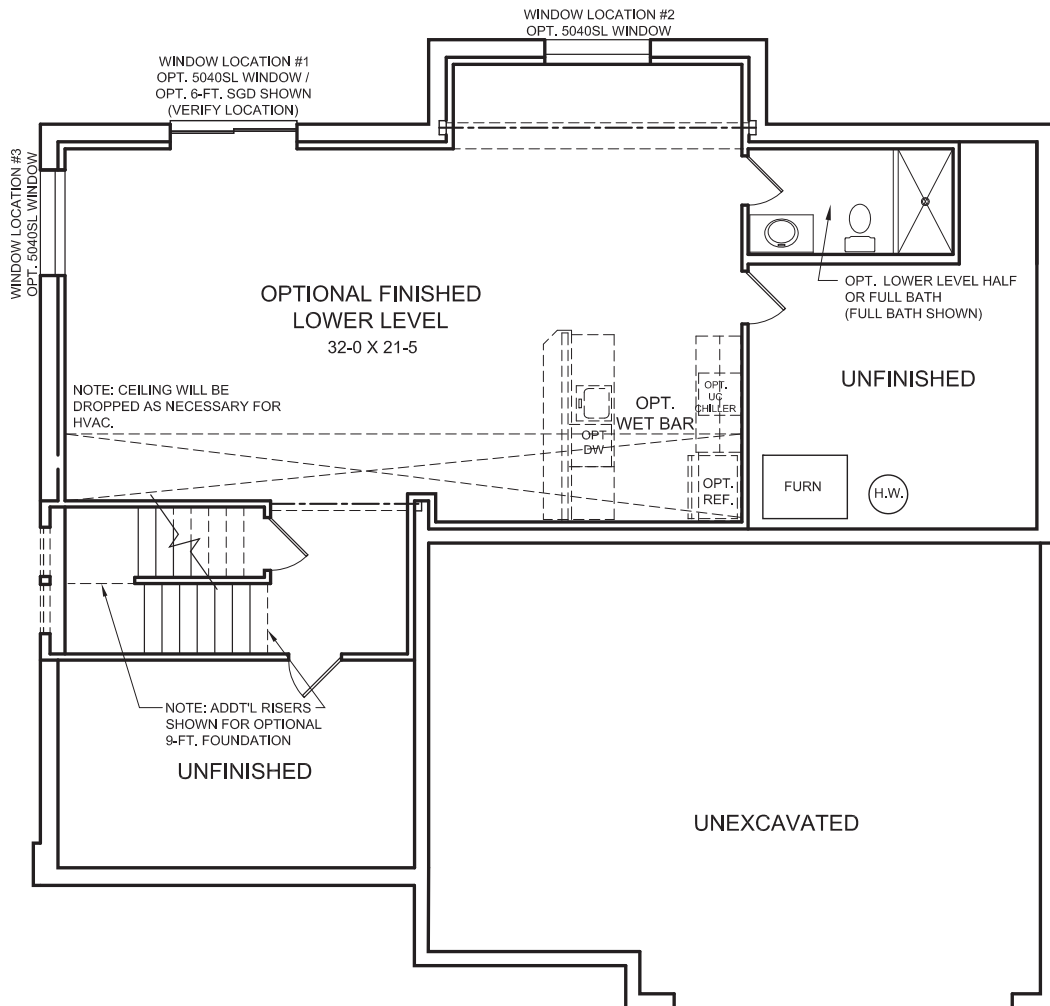 WINDOW LOCATION #2
OPT. 5040SL WINDOW
WINDOW LOCATION #1
OPT. 5040SL WINDOW /
OPT. 6-FT. SGD SHOWN
(VERIFY LOCATION)
WINDOW LOCATION #3
OPT. 5040SL WINDOW
OPTIONAL FINISHED
LOWER LEVEL
32-0 X 21-5
OPT. LOWER LEVEL HALF
OR FULL BATH
(FULL BATH SHOWN)
UNFINISHED
NOTE: CEILING WILL BE
DROPPED AS NECESSARY FOR
HVAC.
OPT.
WET BAR
OPT.
UC
CHILLER
OPT
DW
OPT.
REF.
FURN
H.W.
NOTE: ADDT'L RISERS
SHOWN FOR OPTIONAL
9-FT. FOUNDATION
UNFINISHED
UNEXCAVATED